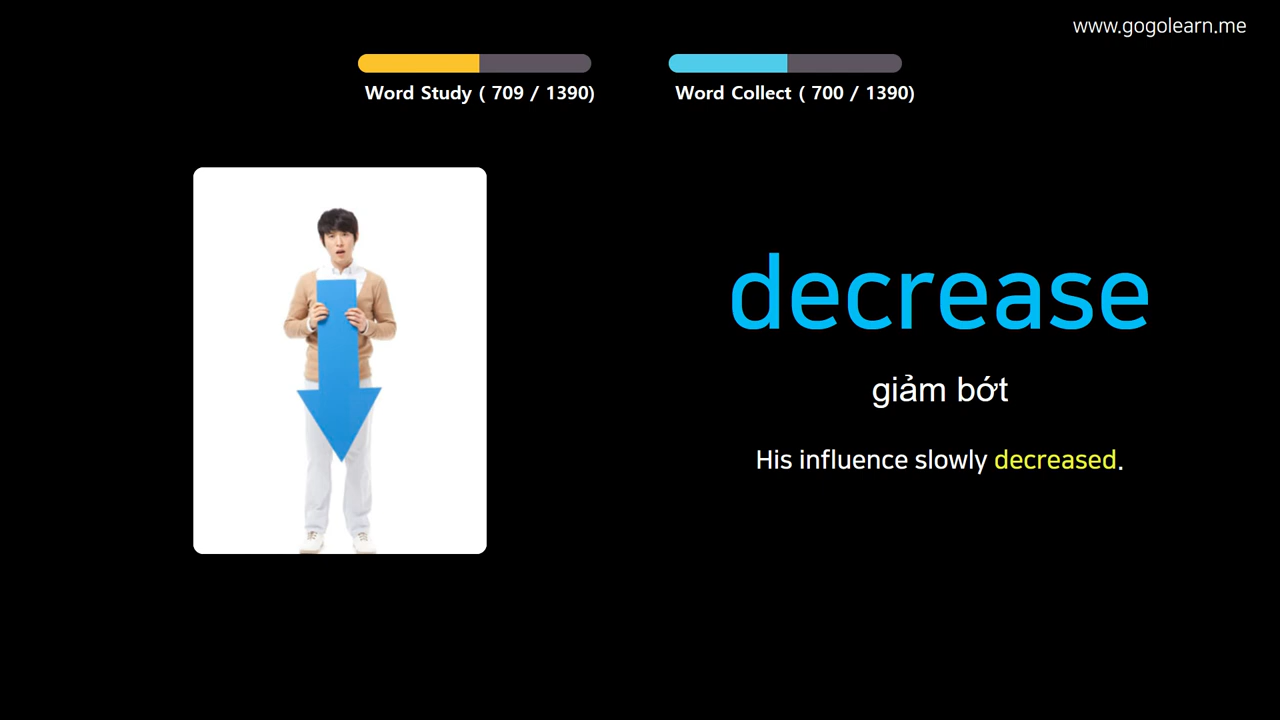 www.gogolearn.me
Word Study ( 709 / 1390)
Word Collect ( 700 / 1390)
decrease
giảm bớt
His influence slowly decreased.